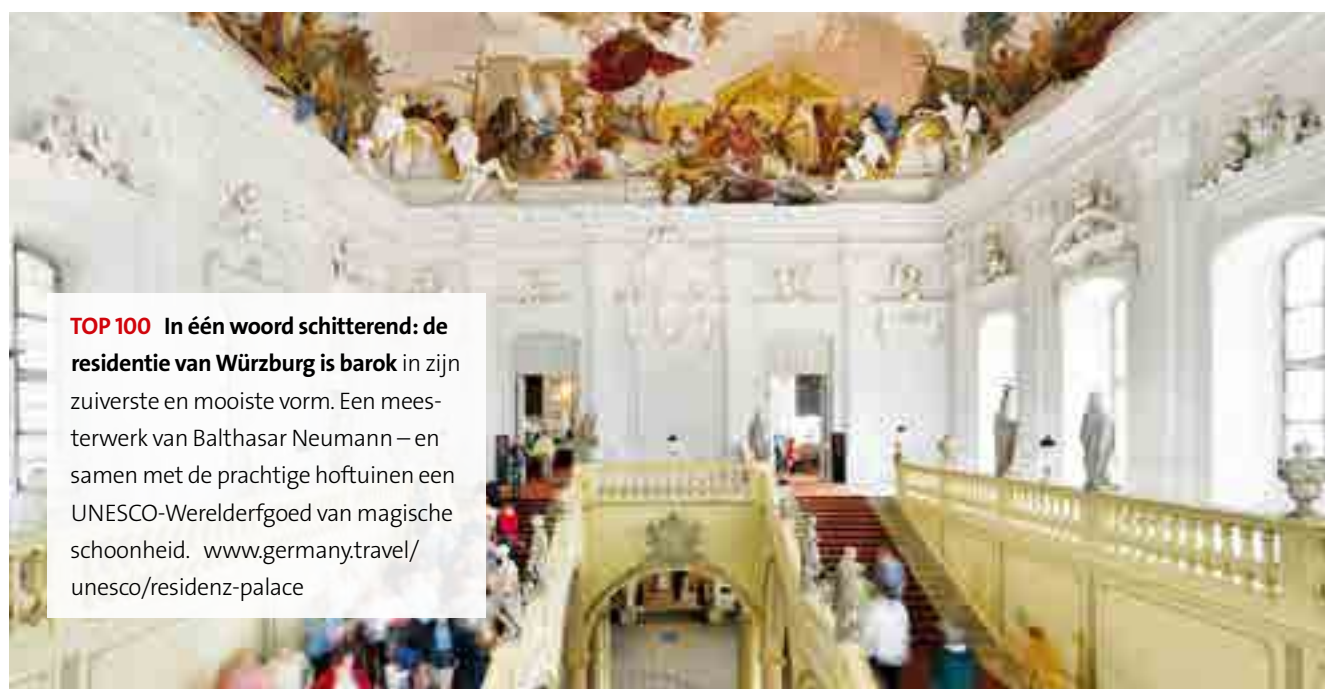 TOP 100 In één woord schitterend: de
residentie van Würzburg is barok in zijn
zuiverste en mooiste vorm. Een mees-
terwerk van Balthasar Neumann – en
samen met de prachtige hoftuinen een
UNESCO-Werelderfgoed van magische
schoonheid. www.germany.travel/
unesco/residenz-palace